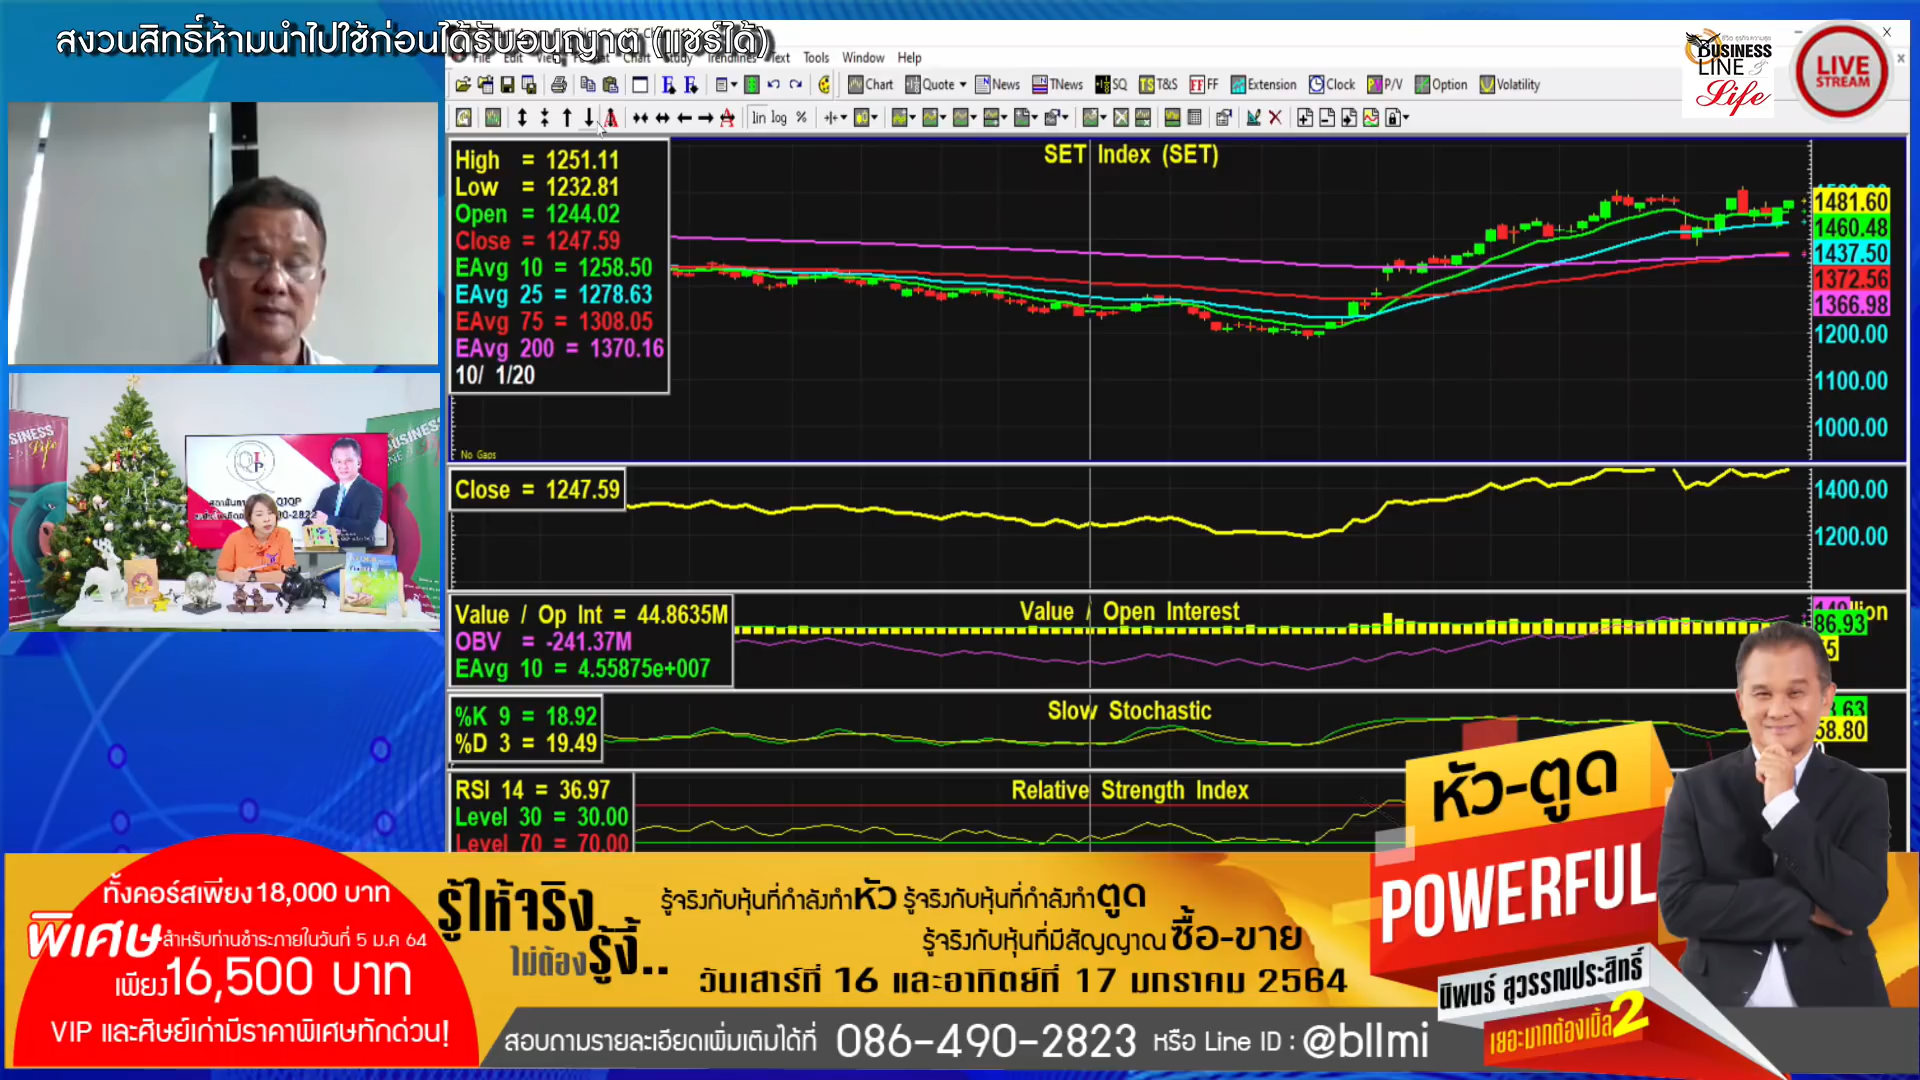 สงวนสิทธิ์ห้ามนำไปใช้ก่อนได้รับอนุญาต (แชร์ได้)
File Edit View Format Chart Study Trendlines Text Tools Window Help
Chart Quote News TNews SQ T&S FF Extension Clock P/V Option Volatility
lin log %
BUSINESS
LINE &
Life
LIVE
STREAM
SET Index (SET)
High = 1251.11
Low = 1232.81
Open = 1244.02
Close = 1247.59
EAvg 10 = 1258.50
EAvg 25 = 1278.63
EAvg 75 = 1308.05
EAvg 200 = 1370.16
10/ 1/20
No Gaps
1481.60
1460.48
1437.50
1372.56
1366.98
1200.00
1100.00
1000.00
Close = 1247.59
1400.00
1200.00
Value / Open Interest
Value / Op Int = 44.8635M
OBV = -241.37M
EAvg 10 = 4.55875e+007
86.93
Slow Stochastic
%K 9 = 18.92
%D 3 = 19.49
58.80
Relative Strength Index
RSI 14 = 36.97
Level 30 = 30.00
Level 70 = 70.00
QIP
BUSINESS
Life
หัว-ตูด
POWERFUL
นิพนธ์ สุวรรณประสิทธิ์
เยอะมากต้องเบิ้ล 2
ทั้งคอร์สเพียง 18,000 บาท
พิเศษ สำหรับท่านชำระภายในวันที่ 5 ม.ค 64
เพียง 16,500 บาท
VIP และศิษย์เก่ามีราคาพิเศษทักด่วน!
รู้ให้จริง
ไม่ต้องรู้งี้..
รู้จริงกับหุ้นที่กำลังทำหัว รู้จริงกับหุ้นที่กำลังทำตูด
รู้จริงกับหุ้นที่มีสัญญาณ ซื้อ-ขาย
วันเสาร์ที่ 16 และอาทิตย์ที่ 17 มกราคม 2564
สอบถามรายละเอียดเพิ่มเติมได้ที่ 086-490-2823 หรือ Line ID : @bllmi